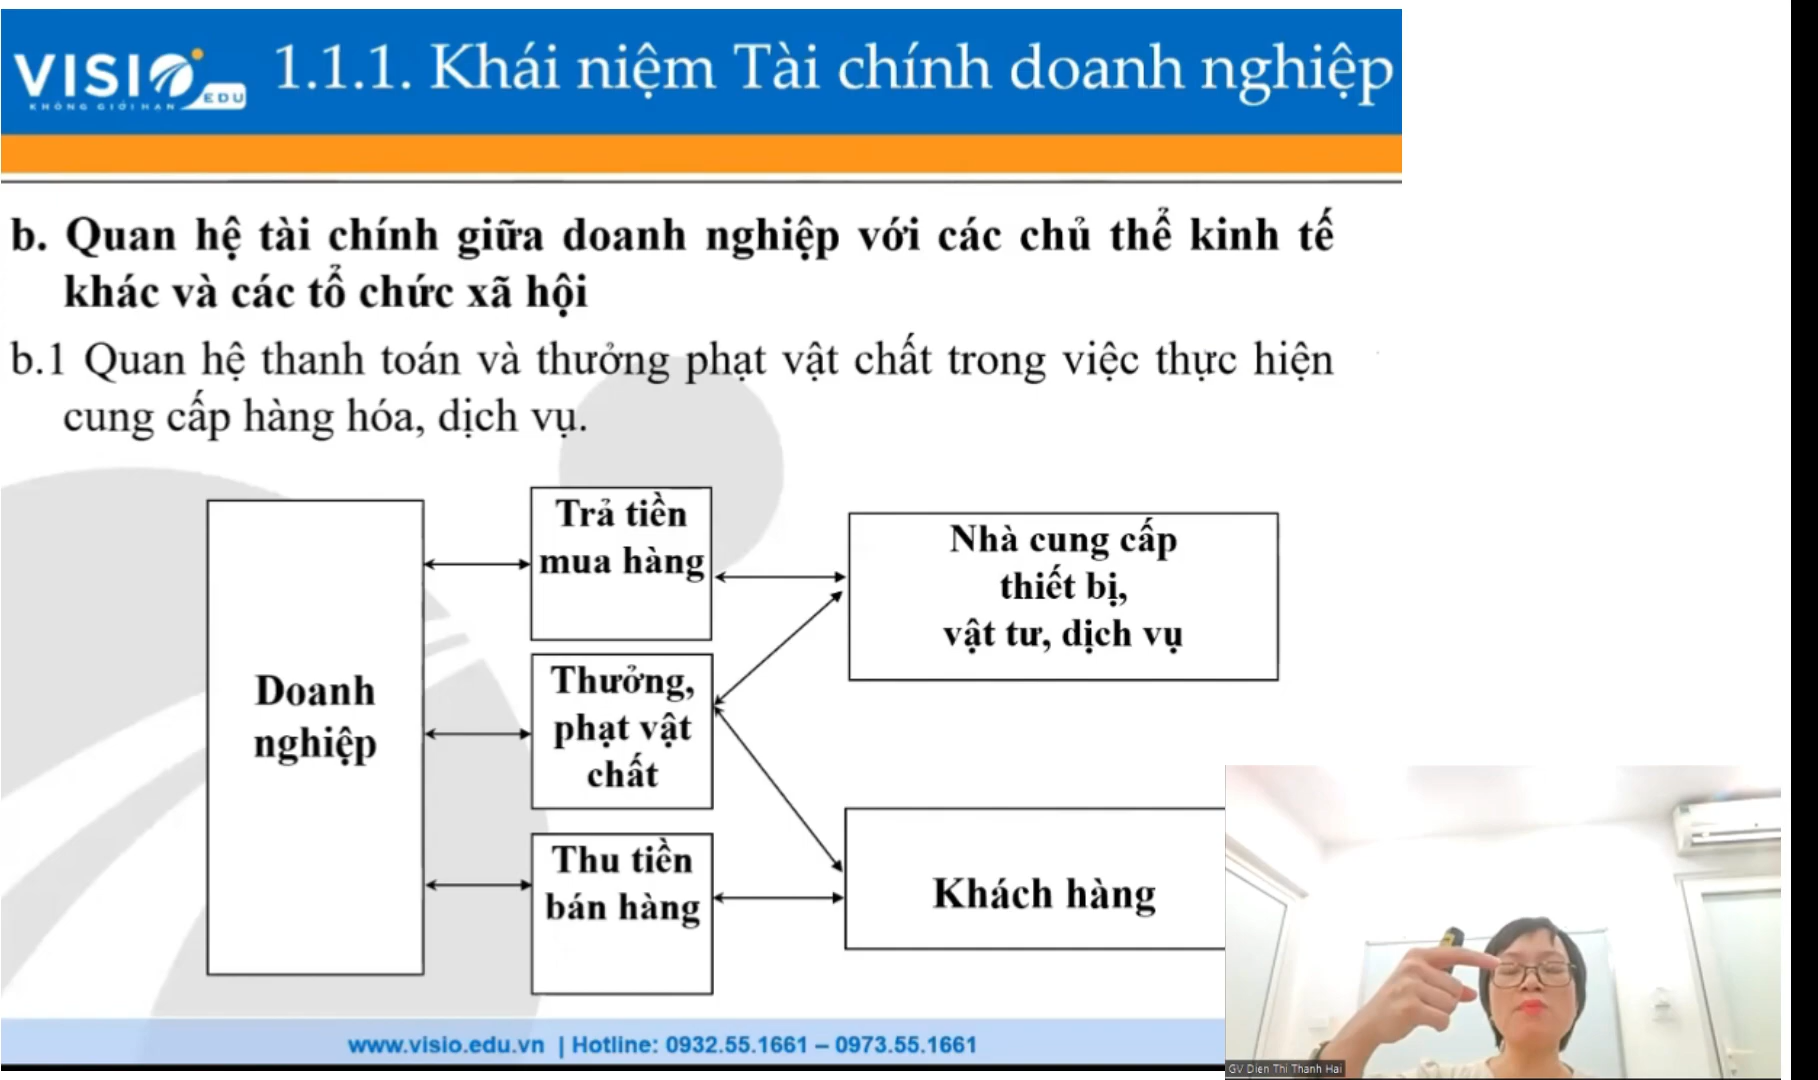 VISIO EDU
KHÔNG GIỚI HẠN
1.1.1. Khái niệm Tài chính doanh nghiệp
b. Quan hệ tài chính giữa doanh nghiệp với các chủ thể kinh tế
khác và các tổ chức xã hội
b.1 Quan hệ thanh toán và thưởng phạt vật chất trong việc thực hiện
cung cấp hàng hóa, dịch vụ.
Doanh
nghiệp
Trả tiền
mua hàng
Thưởng,
phạt vật
chất
Thu tiền
bán hàng
Nhà cung cấp
thiết bị,
vật tư, dịch vụ
Khách hàng
www.visio.edu.vn | Hotline: 0932.55.1661 – 0973.55.1661
GV Dien Thi Thanh Hai